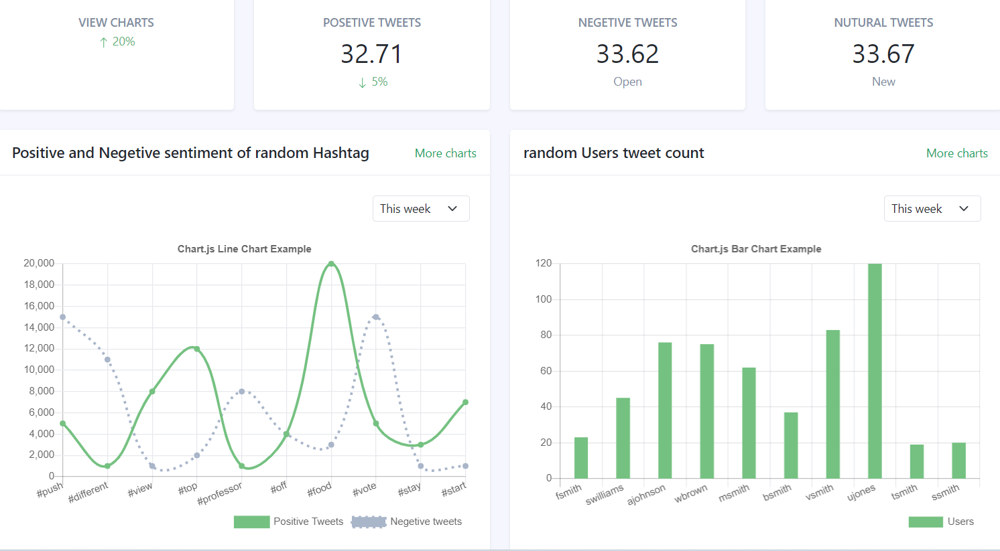 VIEW CHARTS
↑ 20%
POSETIVE TWEETS
32.71
↓ 5%
NEGETIVE TWEETS
33.62
Open
NUTURAL TWEETS
33.67
New
Positive and Negetive sentiment of random Hashtag
More charts
This week
Chart.js Line Chart Example
20,000
18,000
16,000
14,000
12,000
10,000
8,000
6,000
4,000
2,000
0
#push
#different
#view
#top
#professor
#off
#food
#vote
#stay
#start
Positive Tweets
Negetive tweets
random Users tweet count
More charts
This week
Chart.js Bar Chart Example
120
100
80
60
40
20
0
fsmith
swilliams
ajohnson
wbrown
msmith
bsmith
vsmith
ujones
tsmith
ssmith
Users